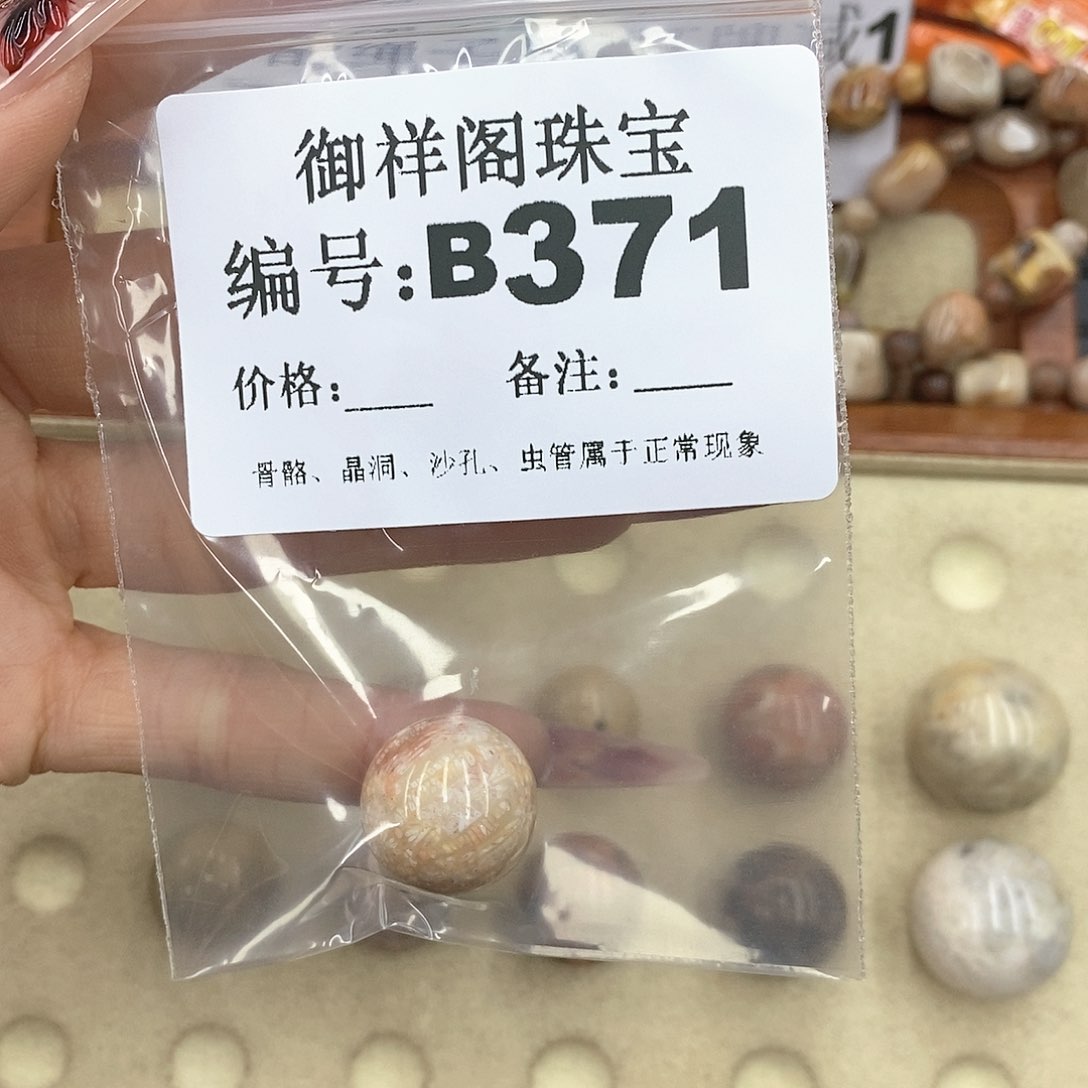 御祥阁珠宝
编号:B371
价格:____ 备注:____
骨骼、晶洞、沙孔、虫管属于正常现象